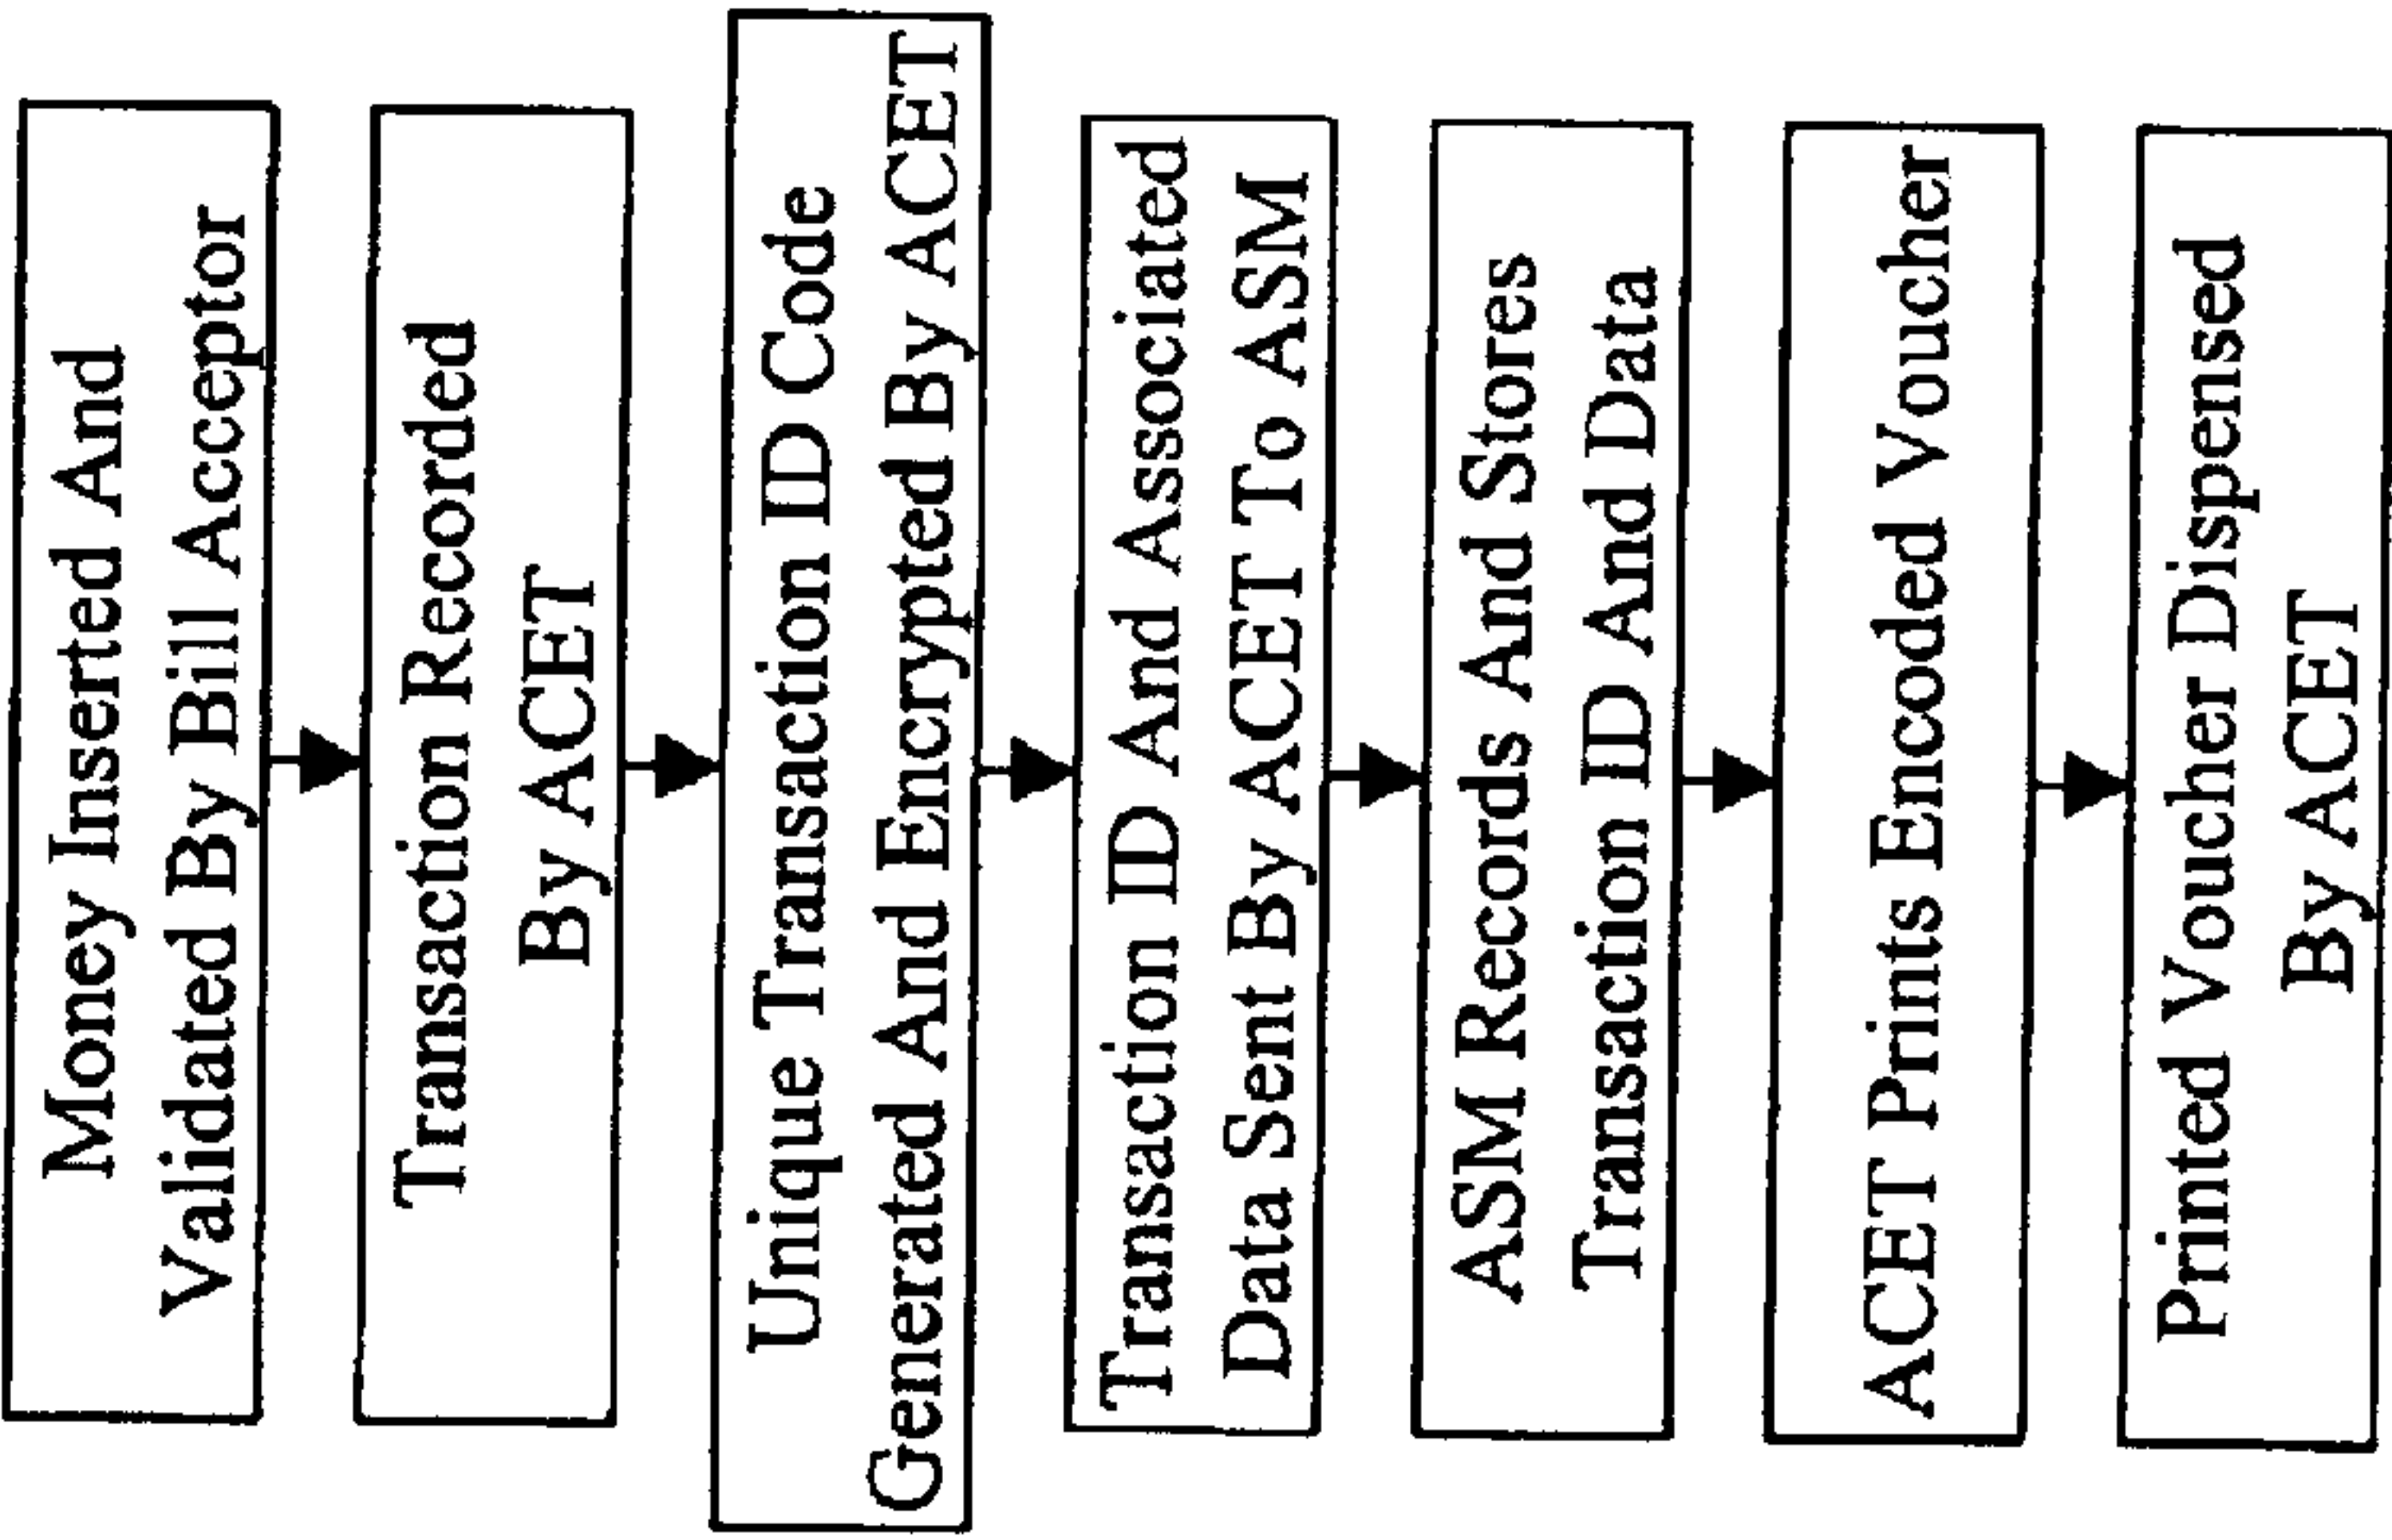 Money Inserted And
Validated By Bill Acceptor
Transaction Recorded
By ACET
Unique Transaction ID Code
Generated And Encrypted By ACET
Transaction ID And Associated
Data Sent By ACET To ASM
ASM Records And Stores
Transaction ID And Data
ACET Prints Encoded Voucher
Printed Voucher Dispensed
By ACET